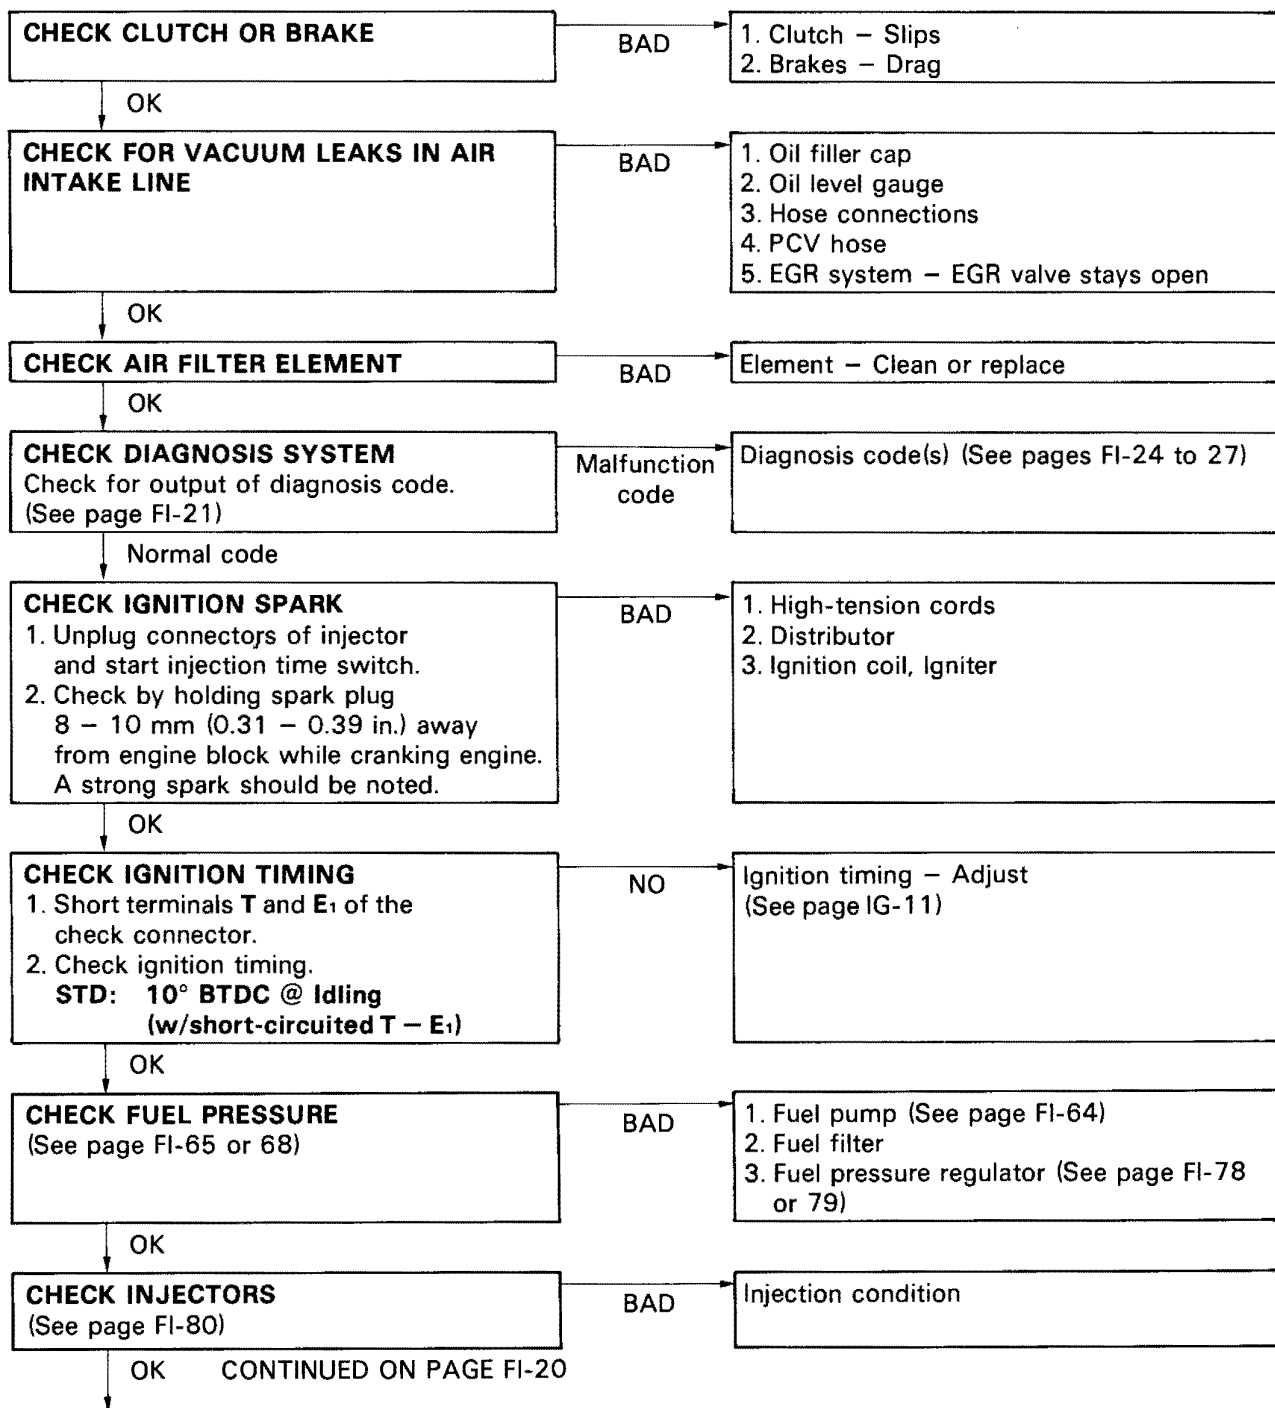 CHECK CLUTCH OR BRAKE
BAD
1. Clutch – Slips
2. Brakes – Drag
OK
CHECK FOR VACUUM LEAKS IN AIR
INTAKE LINE
BAD
1. Oil filler cap
2. Oil level gauge
3. Hose connections
4. PCV hose
5. EGR system – EGR valve stays open
OK
CHECK AIR FILTER ELEMENT
BAD
Element – Clean or replace
OK
CHECK DIAGNOSIS SYSTEM
Check for output of diagnosis code.
(See page FI-21)
Malfunction
code
Diagnosis code(s) (See pages FI-24 to 27)
Normal code
CHECK IGNITION SPARK
1. Unplug connectors of injector
and start injection time switch.
2. Check by holding spark plug
8 – 10 mm (0.31 – 0.39 in.) away
from engine block while cranking engine.
A strong spark should be noted.
BAD
1. High-tension cords
2. Distributor
3. Ignition coil, Igniter
OK
CHECK IGNITION TIMING
1. Short terminals T and E₁ of the
check connector.
2. Check ignition timing.
STD: 10° BTDC @ Idling
(w/short-circuited T – E₁)
NO
Ignition timing – Adjust
(See page IG-11)
OK
CHECK FUEL PRESSURE
(See page FI-65 or 68)
BAD
1. Fuel pump (See page FI-64)
2. Fuel filter
3. Fuel pressure regulator (See page FI-78
or 79)
OK
CHECK INJECTORS
(See page FI-80)
BAD
Injection condition
OK CONTINUED ON PAGE FI-20